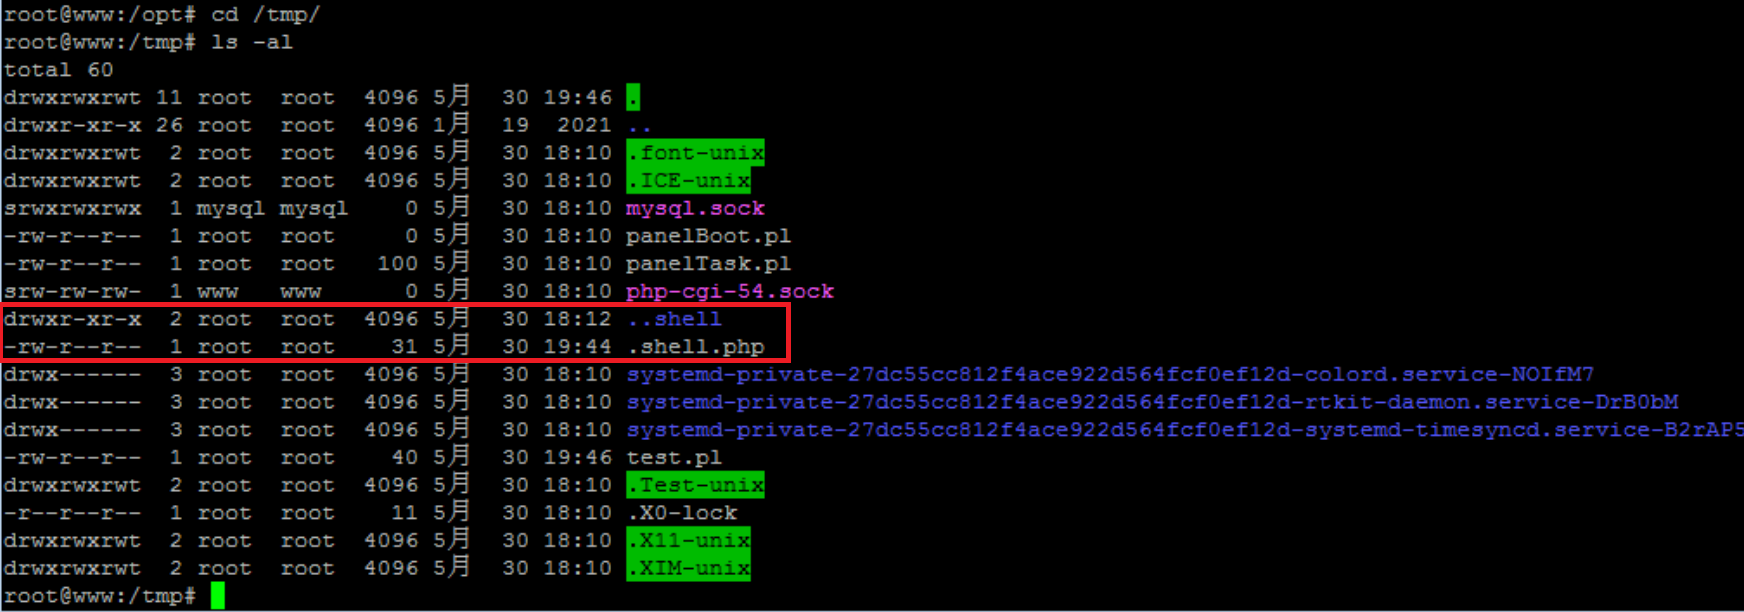 root@www:/opt# cd /tmp/
root@www:/tmp# ls -al
total 60
drwxrwxrwt 11 root  root  4096 5月  30 19:46 .
drwxr-xr-x 26 root  root  4096 1月  19  2021 ..
drwxrwxrwt  2 root  root  4096 5月  30 18:10 .font-unix
drwxrwxrwt  2 root  root  4096 5月  30 18:10 .ICE-unix
srwxrwxrwx  1 mysql mysql    0 5月  30 18:10 mysql.sock
-rw-r--r--  1 root  root     0 5月  30 18:10 panelBoot.pl
-rw-r--r--  1 root  root   100 5月  30 18:10 panelTask.pl
srw-rw-rw-  1 www   www      0 5月  30 18:10 php-cgi-54.sock
drwxr-xr-x  2 root  root  4096 5月  30 18:12 ..shell
-rw-r--r--  1 root  root    31 5月  30 19:44 .shell.php
drwx------  3 root  root  4096 5月  30 18:10 systemd-private-27dc55cc812f4ace922d564fcf0ef12d-colord.service-NOIfM7
drwx------  3 root  root  4096 5月  30 18:10 systemd-private-27dc55cc812f4ace922d564fcf0ef12d-rtkit-daemon.service-DrB0bM
drwx------  3 root  root  4096 5月  30 18:10 systemd-private-27dc55cc812f4ace922d564fcf0ef12d-systemd-timesyncd.service-B2rAP5
-rw-r--r--  1 root  root    40 5月  30 19:46 test.pl
drwxrwxrwt  2 root  root  4096 5月  30 18:10 .Test-unix
-r--r--r--  1 root  root    11 5月  30 18:10 .X0-lock
drwxrwxrwt  2 root  root  4096 5月  30 18:10 .X11-unix
drwxrwxrwt  2 root  root  4096 5月  30 18:10 .XIM-unix
root@www:/tmp#